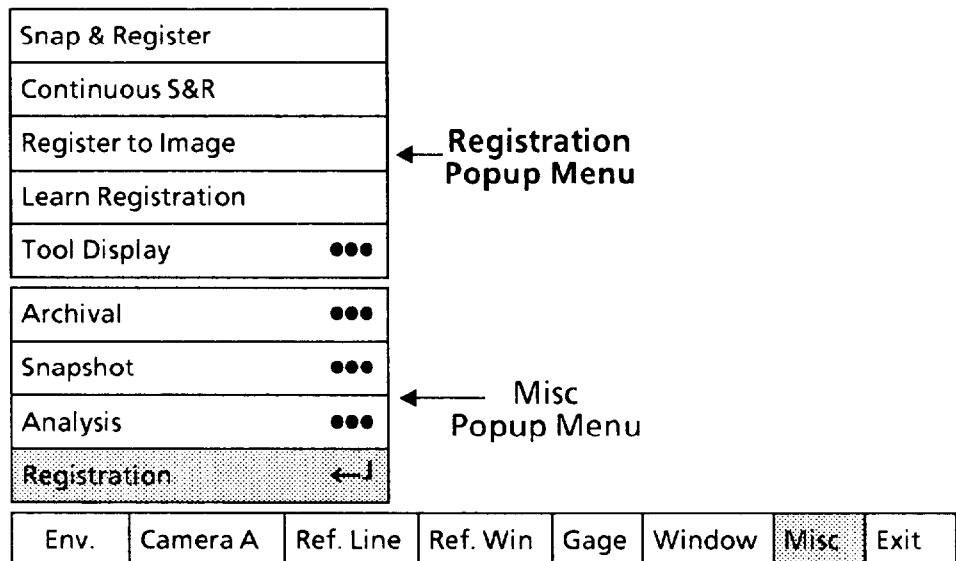 Snap & Register
Continuous S&R
Register to Image
Learn Registration
Tool Display •••
Registration
Popup Menu
Archival •••
Snapshot •••
Analysis •••
Registration ↵
Misc
Popup Menu
Env. Camera A Ref. Line Ref. Win Gage Window Misc Exit